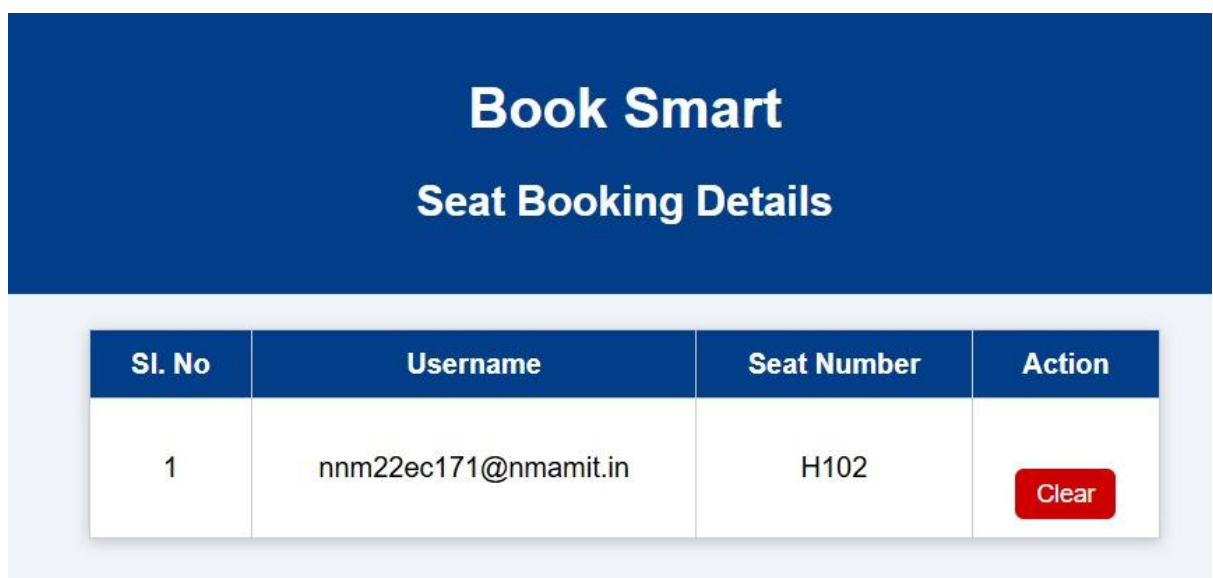 Book Smart
Seat Booking Details
Sl. No Username Seat Number Action
1 nnm22ec171@nmamit.in H102 Clear